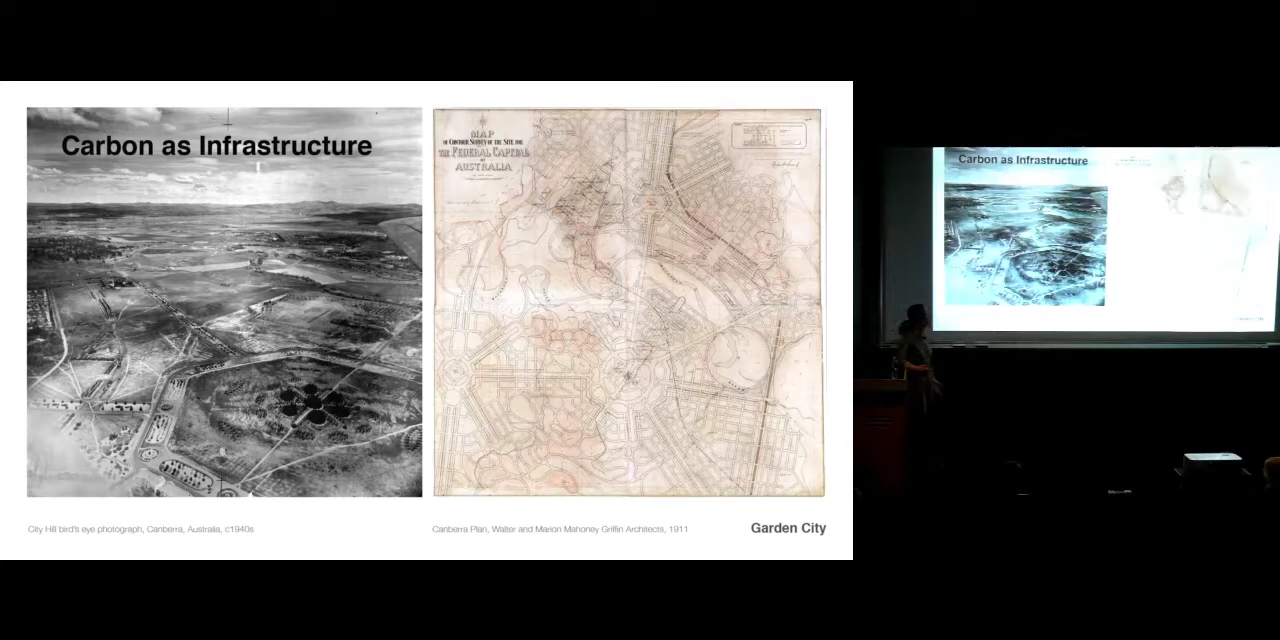 Carbon as Infrastructure
MAP
OF CONTOUR SURVEY OF THE SITE FOR
THE FEDERAL CAPITAL
OF
AUSTRALIA
City Hill bird's eye photograph, Canberra, Australia, c1940s
Canberra Plan, Walter and Marion Mahoney Griffin Architects, 1911
Garden City
Carbon as Infrastructure
Garden City